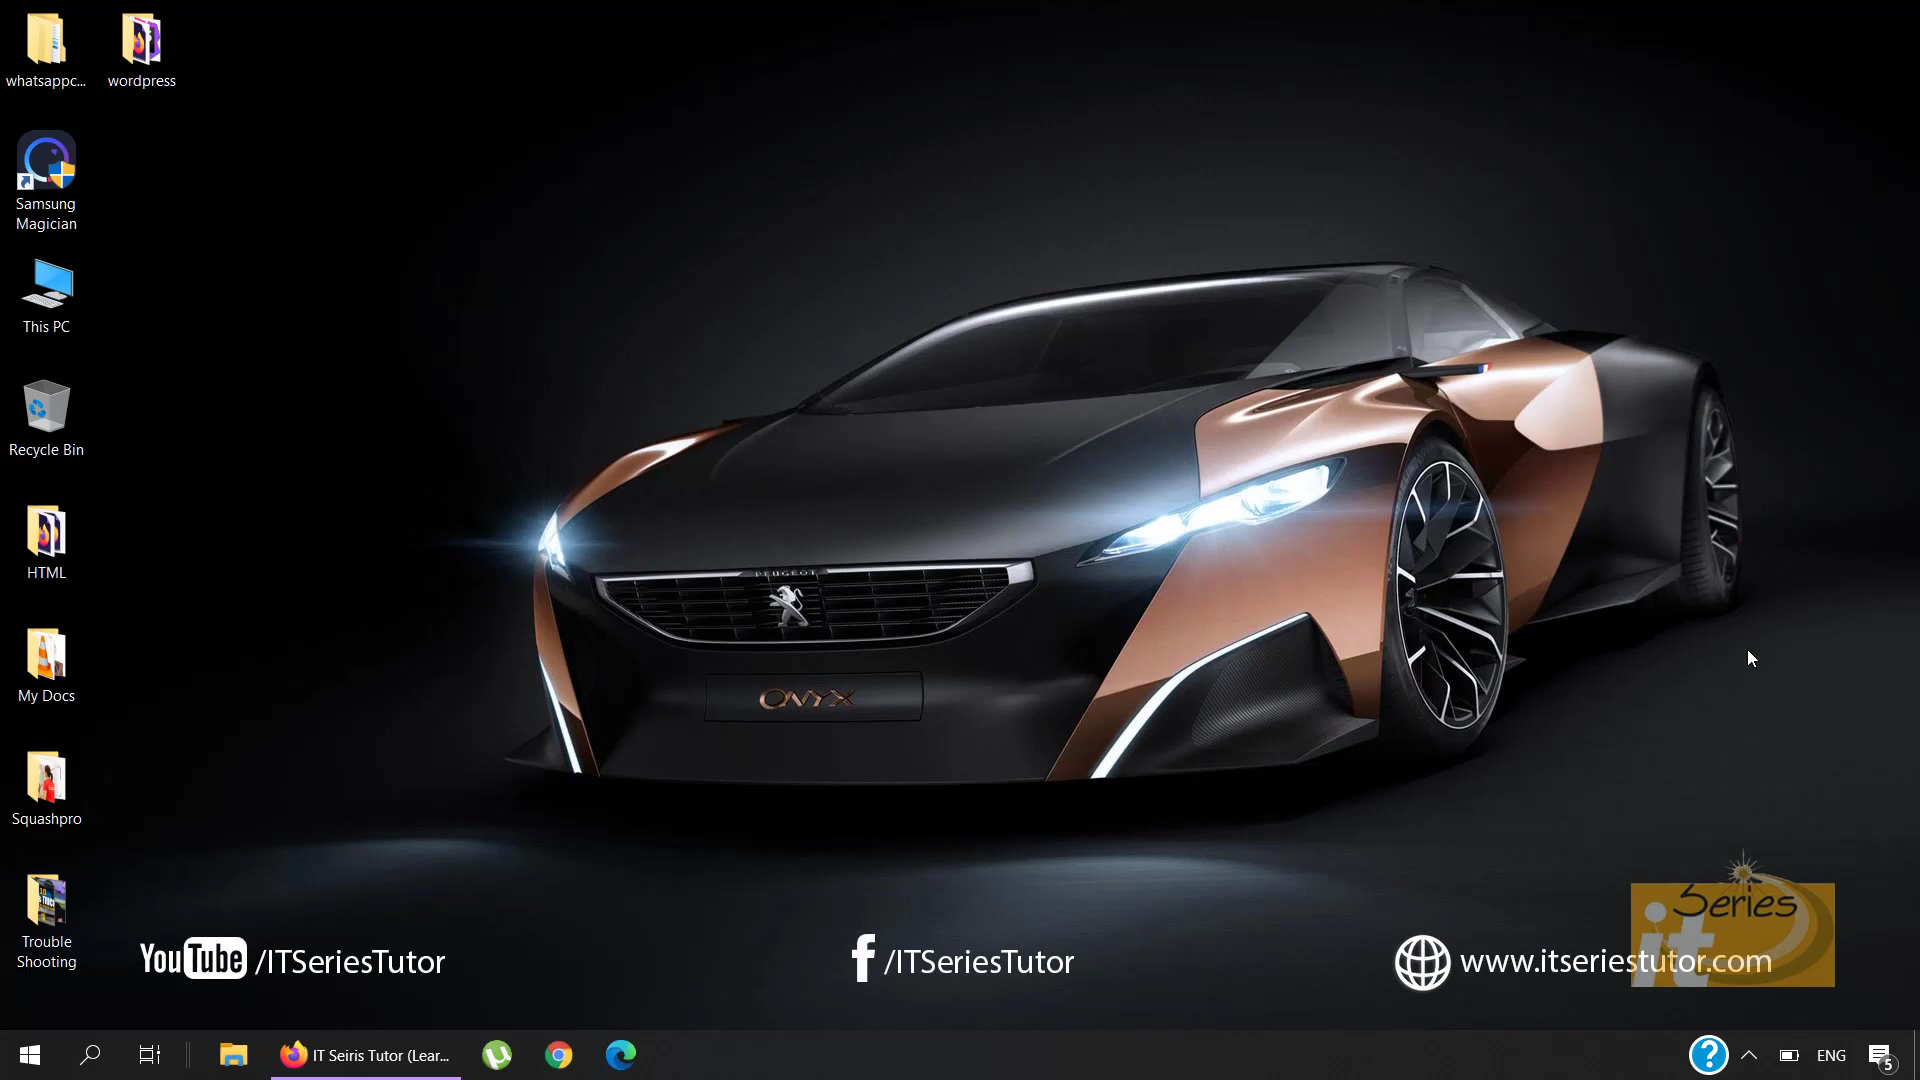 whatsappc...
wordpress
Samsung
Magician
This PC
Recycle Bin
HTML
My Docs
Squashpro
Trouble
Shooting
PEUGEOT
ONYX
YouTube /ITSeriesTutor
f /ITSeriesTutor
www.itseriestutor.com
it Series
IT Seiris Tutor (Lear...
?
ENG
5